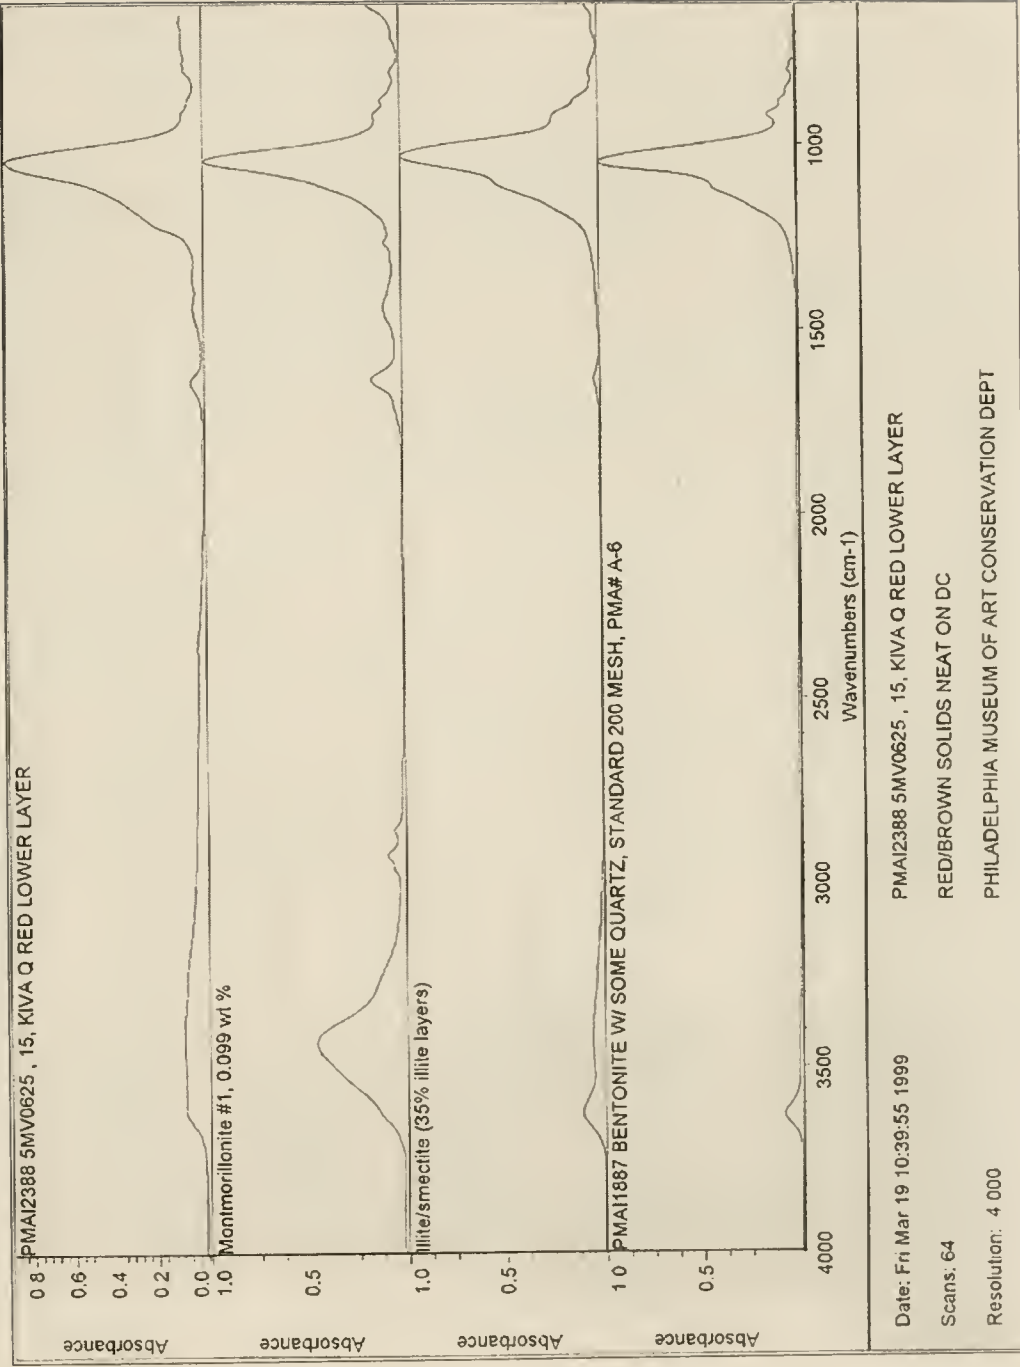 PMAI2388 5MV0625 , 15, KIVA Q RED LOWER LAYER
0.8
0.6
0.4
0.2
0.0
Absorbance
Montmorillonite #1, 0.099 wt %
1.0
0.5
Absorbance
Illite/smectite (35% illite layers)
1.0
0.5
Absorbance
PMAI1887 BENTONITE W/ SOME QUARTZ, STANDARD 200 MESH, PMA# A-6
1 0
0.5
Absorbance
4000 3500 3000 2500 2000 1500 1000
Wavenumbers (cm-1)
Date: Fri Mar 19 10:39:55 1999 PMAI2388 5MV0625 , 15, KIVA Q RED LOWER LAYER
Scans: 64 RED/BROWN SOLIDS NEAT ON DC
Resolution: 4 000 PHILADELPHIA MUSEUM OF ART CONSERVATION DEPT